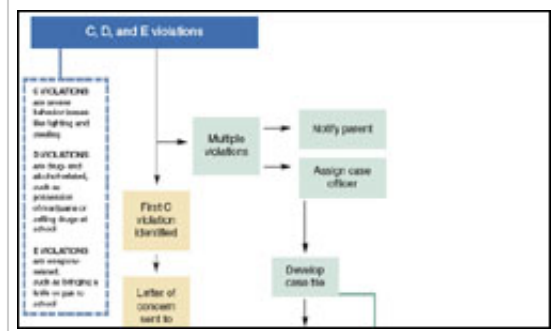 C, D, and E violations
C VIOLATIONS
are severe
behavior issues
like fighting and
stealing
D VIOLATIONS
are drug- and
alcohol-related,
such as
possession
of marijuana or
selling drugs at
school
E VIOLATIONS
are weapons-
related,
such as bringing a
knife or gun to
school
Multiple
violations
Notify parent
Assign case
officer
First C
violation
identified
Develop
case file
Letter of
concern
sent to